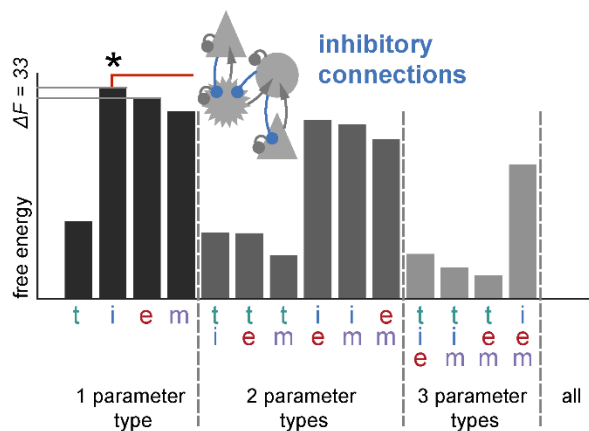 inhibitory
connections
*
ΔF = 33
free energy
t i e m t t t i i e t t t i
i e m e m m i i e e
e m m m
1 parameter
type
2 parameter
types
3 parameter
types
all